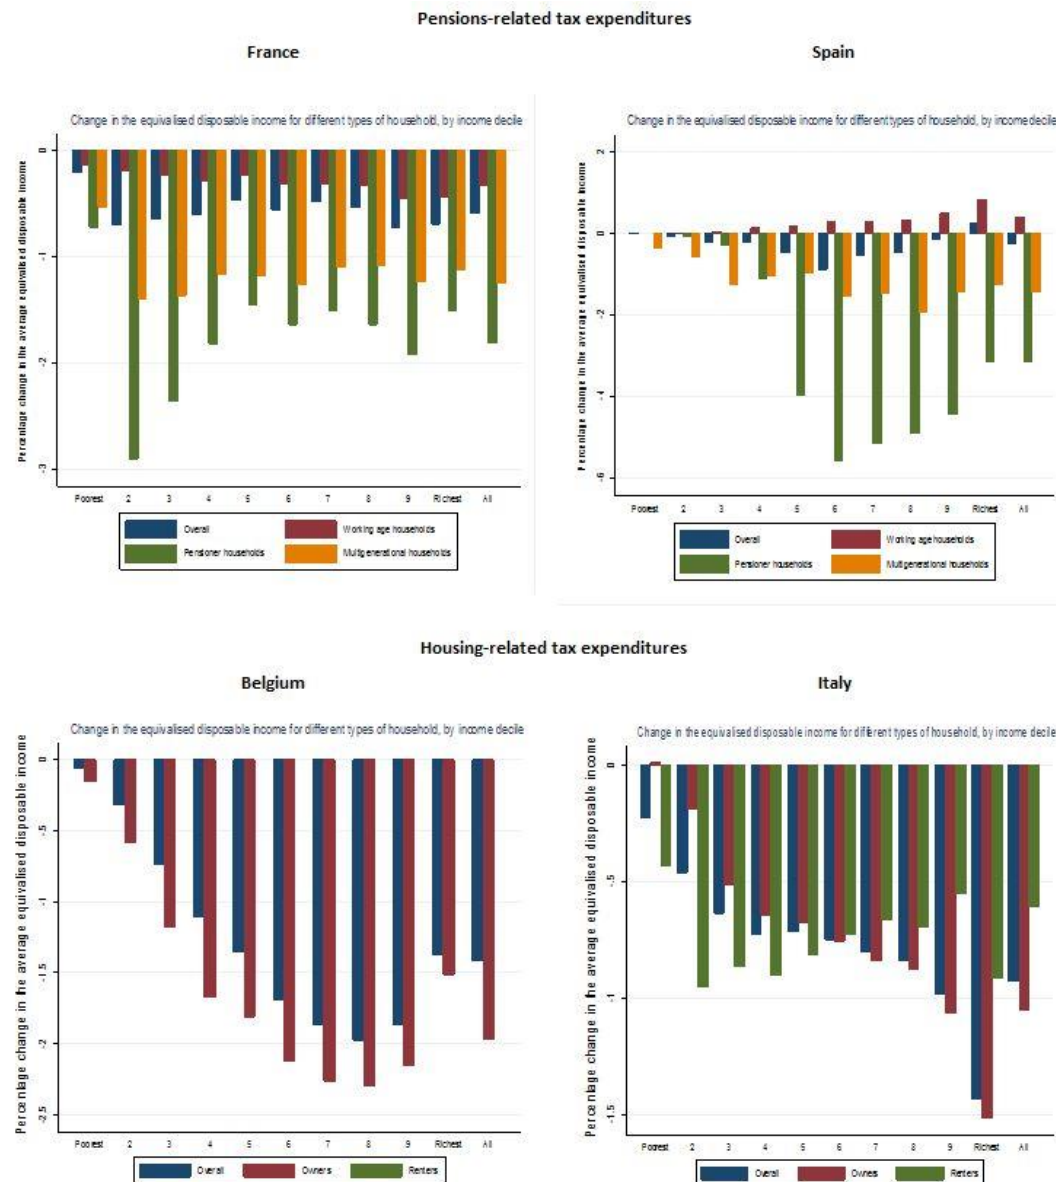 Pensions-related tax expenditures
France
Spain
Change in the equivalised disposable income for different types of household, by income decile
Percentage change in the average equivalised disposable income
0
-1
-2
-3
Poorest 2 3 4 5 6 7 8 9 Richest All
Overall Working age households
Pensioner households Multigenerational households
Change in the equivalised disposable income for different types of household, by income decile
Percentage change in the average equivalised disposable income
2
0
-2
-4
-6
Poorest 2 3 4 5 6 7 8 9 Richest All
Overall Working age households
Pensioner households Multigenerational households
Housing-related tax expenditures
Belgium
Italy
Change in the equivalised disposable income for different types of household, by income decile
Percentage change in the average equivalised disposable income
0
-.5
-1
-1.5
-2
-2.5
Poorest 2 3 4 5 6 7 8 9 Richest All
Overall Owners Renters
Change in the equivalised disposable income for different types of household, by income decile
Percentage change in the average equivalised disposable income
0
-.5
-1
-1.5
Poorest 2 3 4 5 6 7 8 9 Richest All
Overall Owners Renters